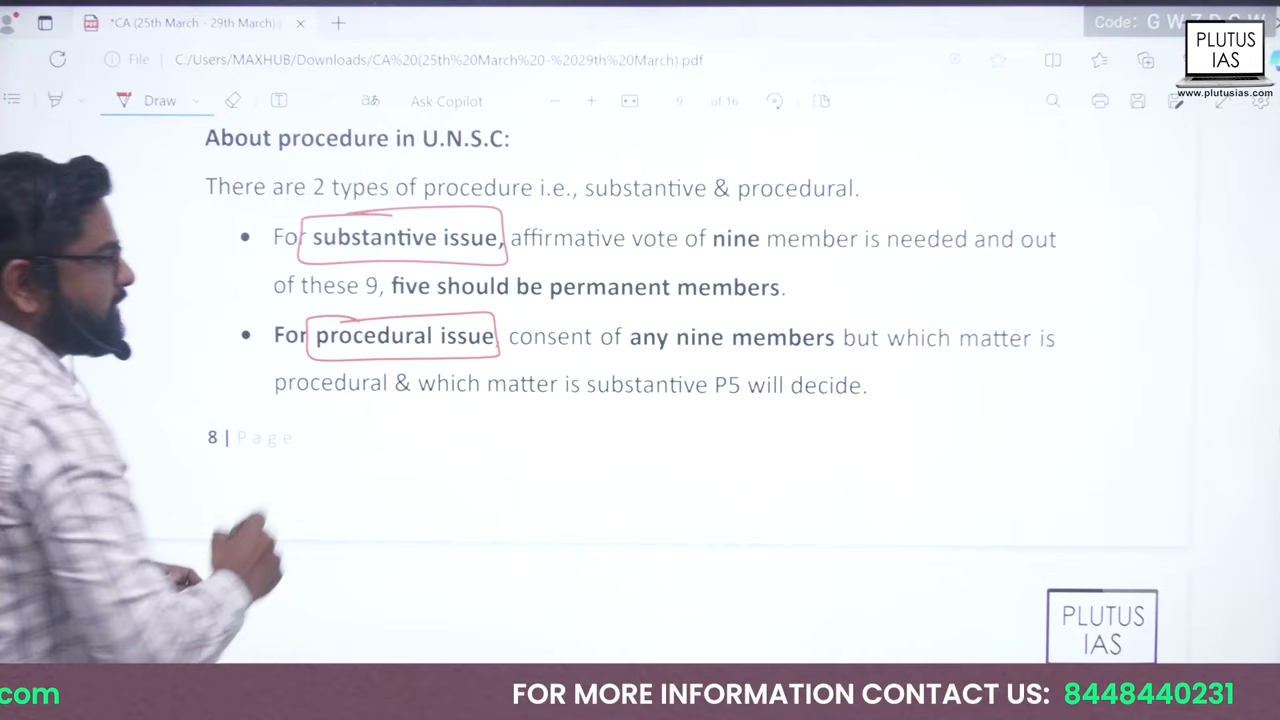 *CA (25th March - 29th March)
Code: G W Z D G W
PLUTUS
IAS
www.plutusias.com
File C:/Users/MAXHUB/Downloads/CA%20(25th%20March%20-%2029th%20March).pdf
Draw
aあ Ask Copilot 9 of 16
About procedure in U.N.S.C:
There are 2 types of procedure i.e., substantive & procedural.
• For substantive issue, affirmative vote of nine member is needed and out
of these 9, five should be permanent members.
• For procedural issue, consent of any nine members but which matter is
procedural & which matter is substantive P5 will decide.
8 | Page
PLUTUS
IAS
.com FOR MORE INFORMATION CONTACT US: 8448440231